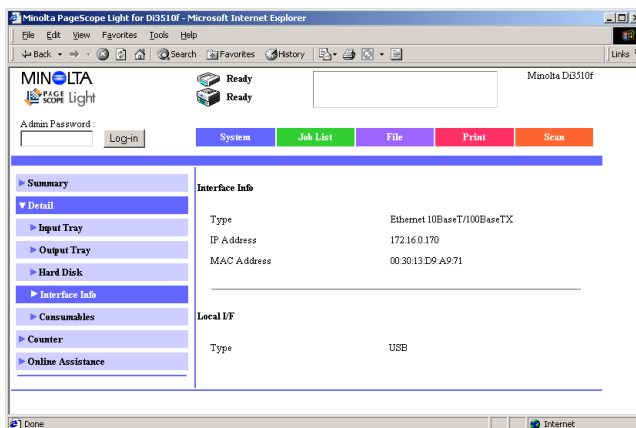 Minolta PageScope Light for Di3510f - Microsoft Internet Explorer
File Edit View Favorites Tools Help
Back Search Favorites History Links
MINOLTA Ready Minolta Di3510f
PAGE SCOPE Light Ready
Admin Password :
Log-in System Job List File Print Scan
Summary
Detail
Input Tray
Output Tray
Hard Disk
Interface Info
Consumables
Counter
Online Assistance
Interface Info
Type Ethernet 10BaseT/100BaseTX
IP Address 172.16.0.170
MAC Address 00:30:13:D9:A9:71
Local I/F
Type USB
Done Internet